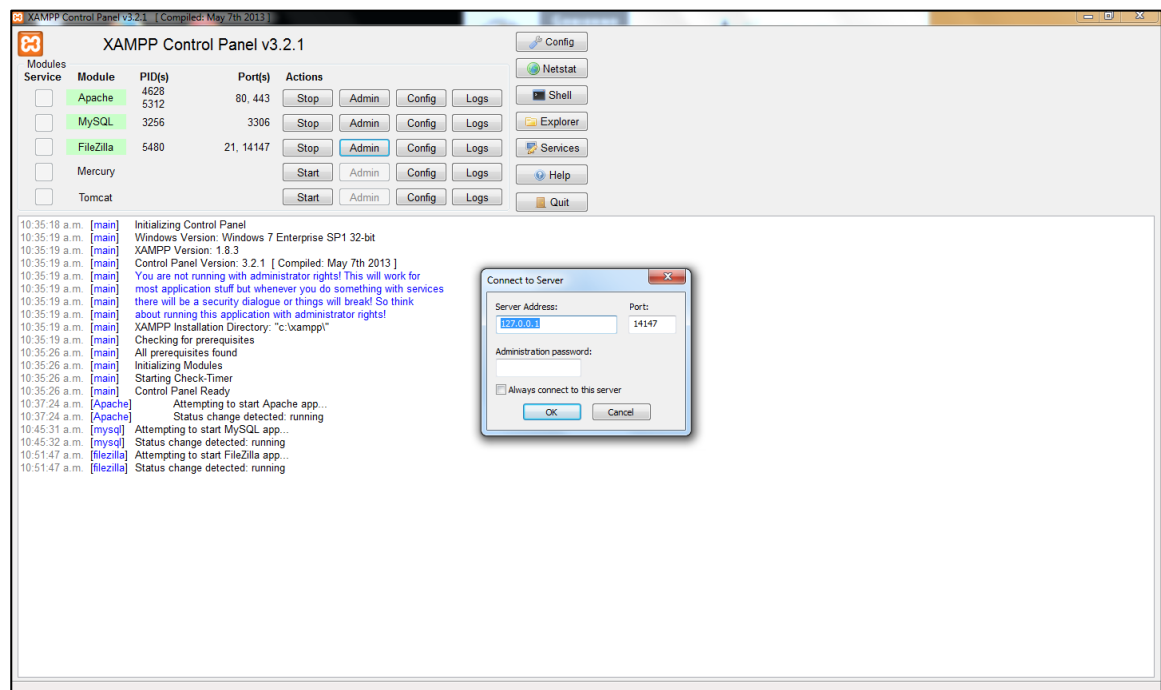 XAMPP Control Panel v3.2.1 [ Compiled: May 7th 2013 ]
XAMPP Control Panel v3.2.1
Modules
Service Module PID(s) Port(s) Actions
Apache 4628 5312 80, 443 Stop Admin Config Logs
MySQL 3256 3306 Stop Admin Config Logs
FileZilla 5480 21, 14147 Stop Admin Config Logs
Mercury Start Admin Config Logs
Tomcat Start Admin Config Logs
Config
Netstat
Shell
Explorer
Services
Help
Quit
10:35:18 a.m. [main] Initializing Control Panel
10:35:19 a.m. [main] Windows Version: Windows 7 Enterprise SP1 32-bit
10:35:19 a.m. [main] XAMPP Version: 1.8.3
10:35:19 a.m. [main] Control Panel Version: 3.2.1 [ Compiled: May 7th 2013 ]
10:35:19 a.m. [main] You are not running with administrator rights! This will work for
10:35:19 a.m. [main] most application stuff but whenever you do something with services
10:35:19 a.m. [main] there will be a security dialogue or things will break! So think
10:35:19 a.m. [main] about running this application with administrator rights!
10:35:19 a.m. [main] XAMPP Installation Directory: "c:\xampp\"
10:35:19 a.m. [main] Checking for prerequisites
10:35:26 a.m. [main] All prerequisites found
10:35:26 a.m. [main] Initializing Modules
10:35:26 a.m. [main] Starting Check-Timer
10:35:26 a.m. [main] Control Panel Ready
10:37:24 a.m. [Apache] Attempting to start Apache app...
10:37:24 a.m. [Apache] Status change detected: running
10:45:31 a.m. [mysql] Attempting to start MySQL app...
10:45:32 a.m. [mysql] Status change detected: running
10:51:47 a.m. [filezilla] Attempting to start FileZilla app...
10:51:47 a.m. [filezilla] Status change detected: running
Connect to Server
Server Address: Port:
127.0.0.1 14147
Administration password:
Always connect to this server
OK Cancel